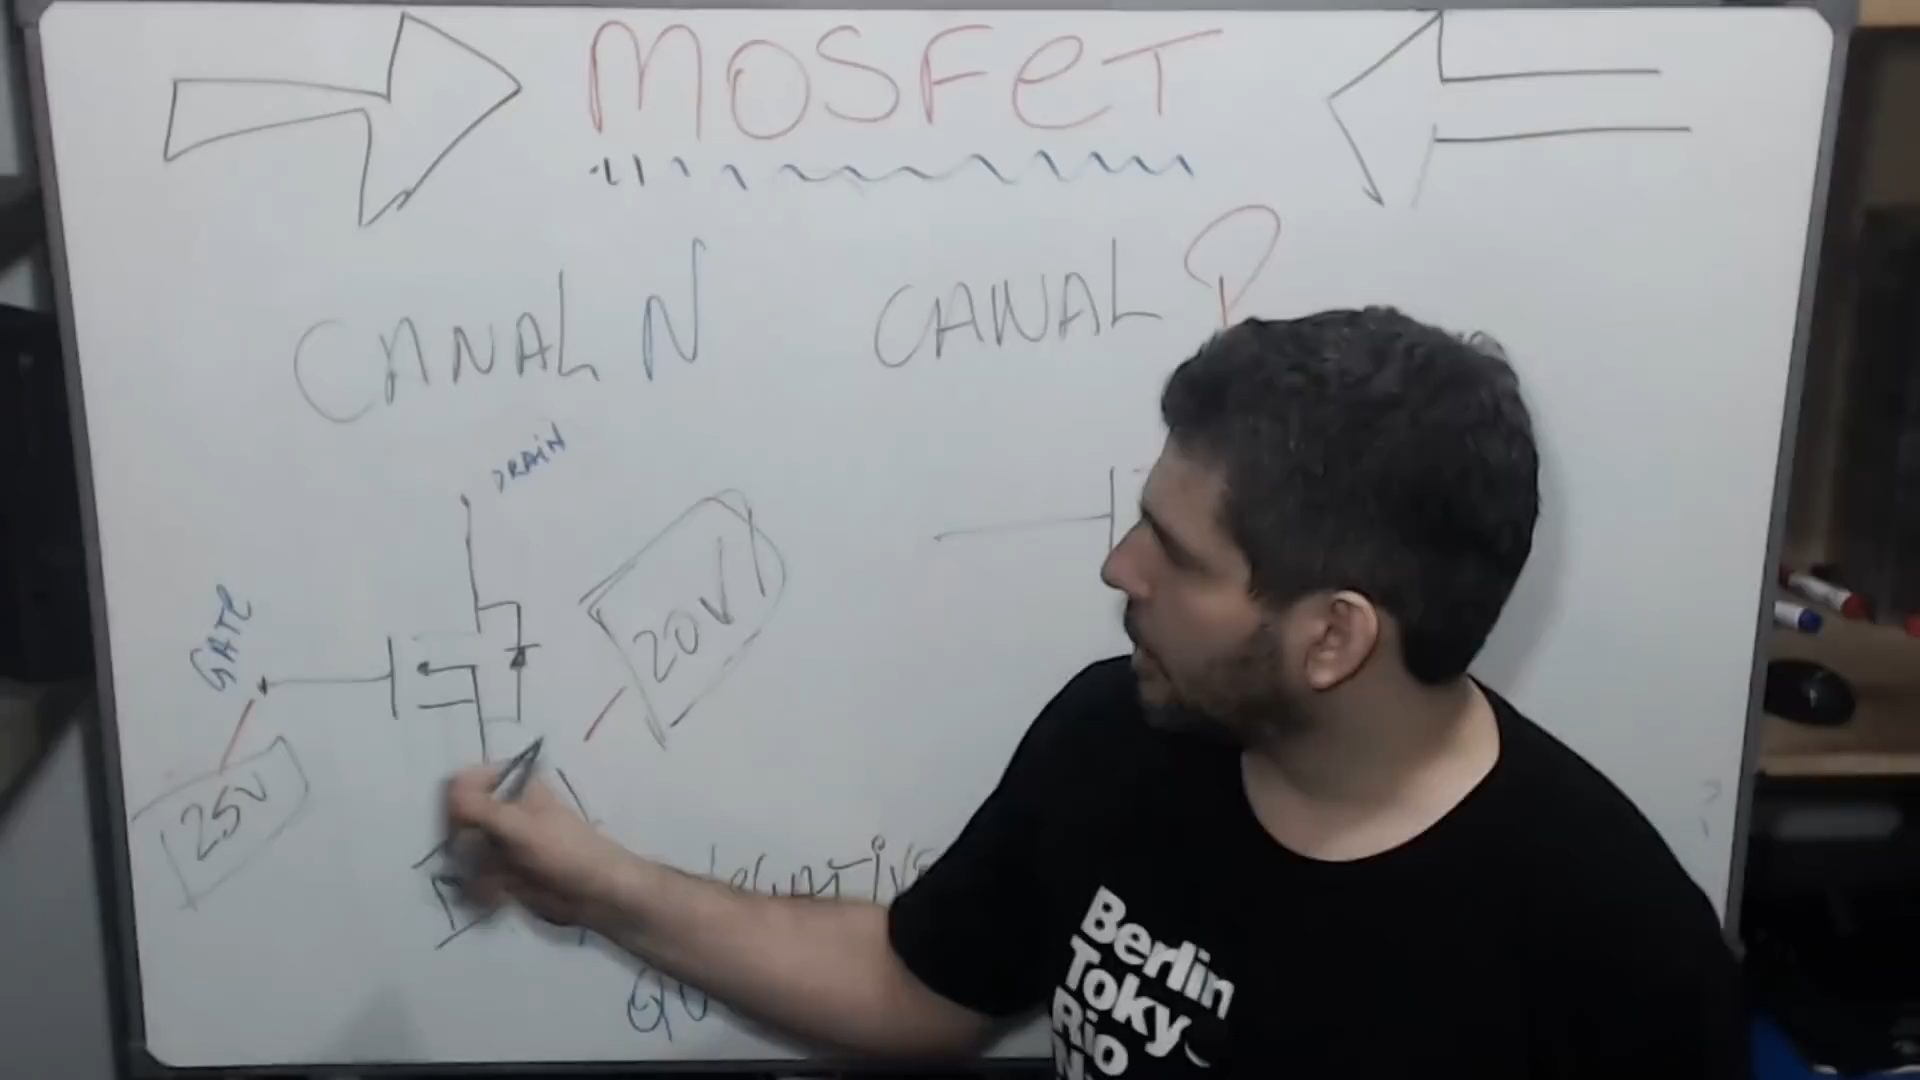 MOSFeT
CANAL N
CANAL P
DRAIN
GATE
20V
25V
Berlin
Toky
Rio